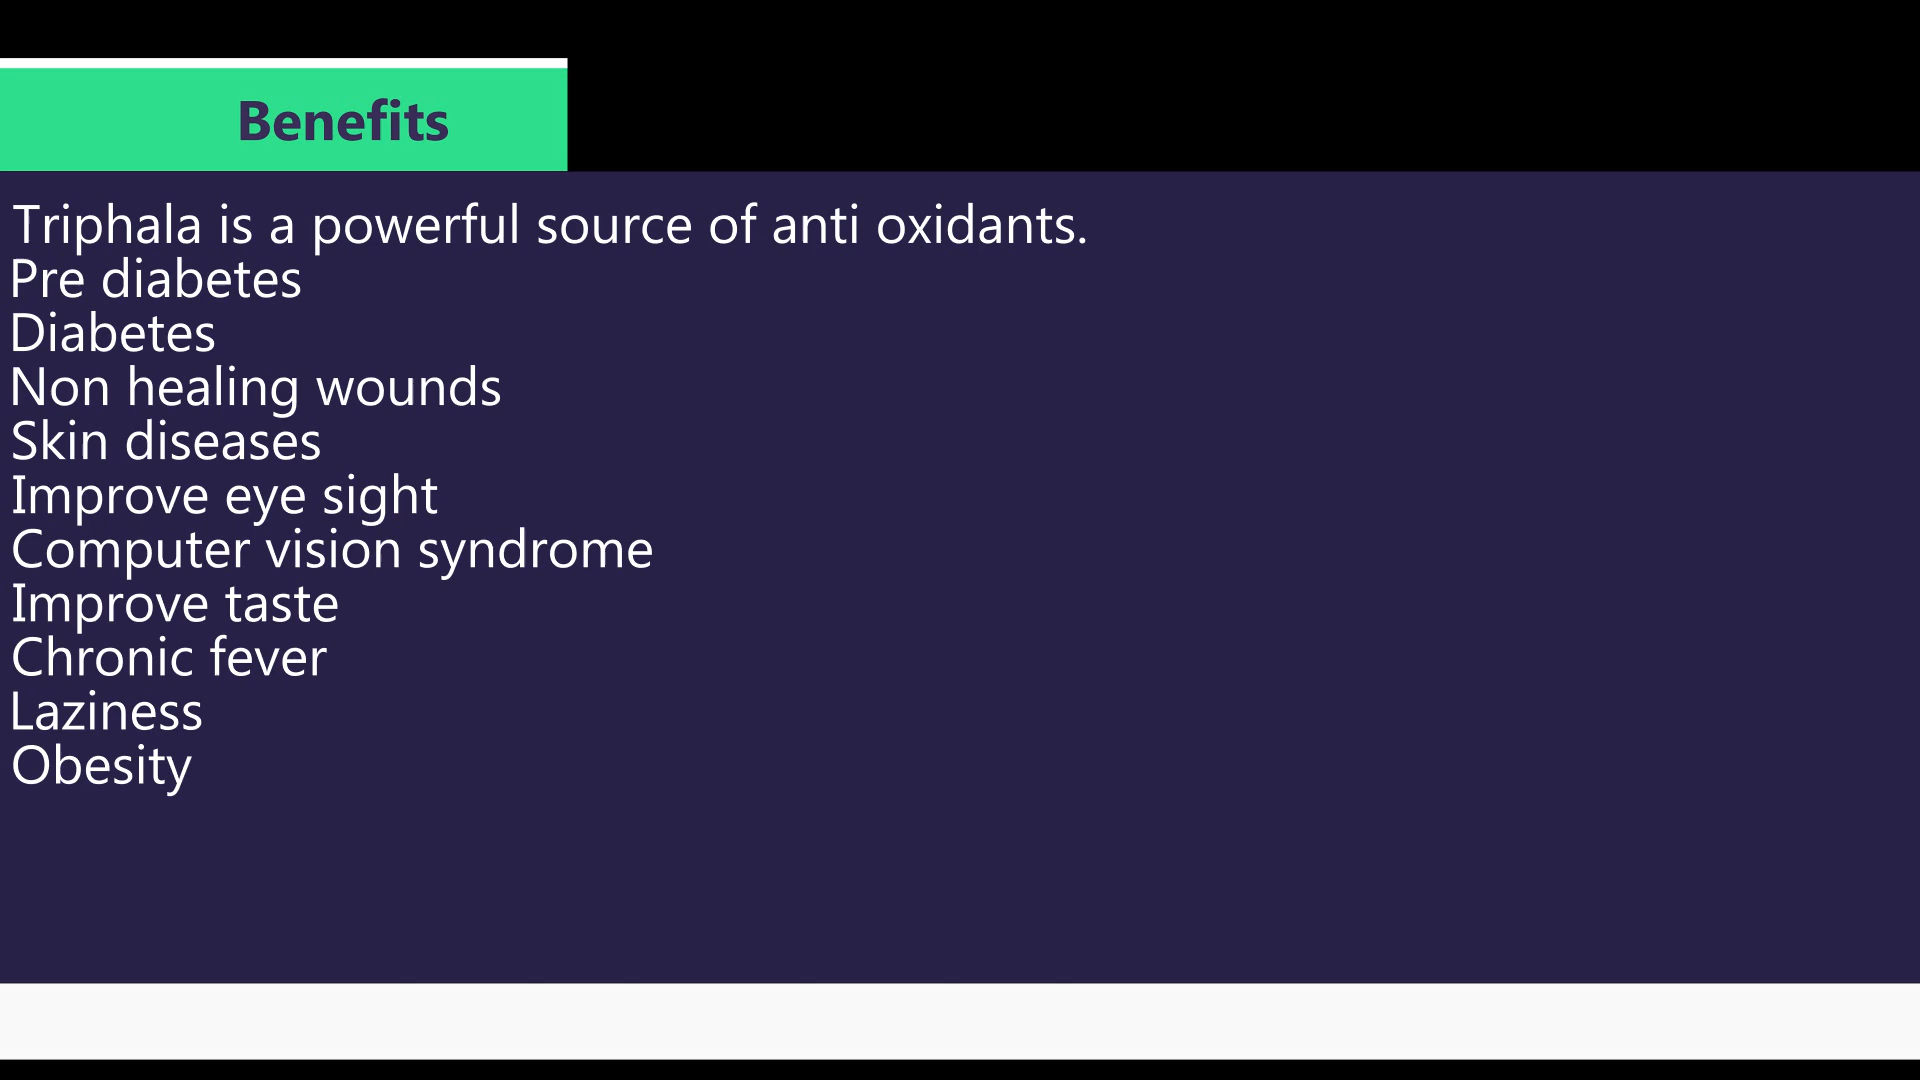 Benefits
Triphala is a powerful source of anti oxidants.
Pre diabetes
Diabetes
Non healing wounds
Skin diseases
Improve eye sight
Computer vision syndrome
Improve taste
Chronic fever
Laziness
Obesity